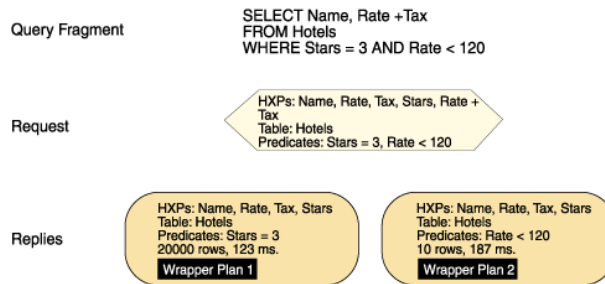 Query Fragment
SELECT Name, Rate +Tax
FROM Hotels
WHERE Stars = 3 AND Rate < 120
Request
HXPs: Name, Rate, Tax, Stars, Rate +
Tax
Table: Hotels
Predicates: Stars = 3, Rate < 120
Replies
HXPs: Name, Rate, Tax, Stars
Table: Hotels
Predicates: Stars = 3
20000 rows, 123 ms.
Wrapper Plan 1
HXPs: Name, Rate, Tax, Stars
Table: Hotels
Predicates: Rate < 120
10 rows, 187 ms.
Wrapper Plan 2